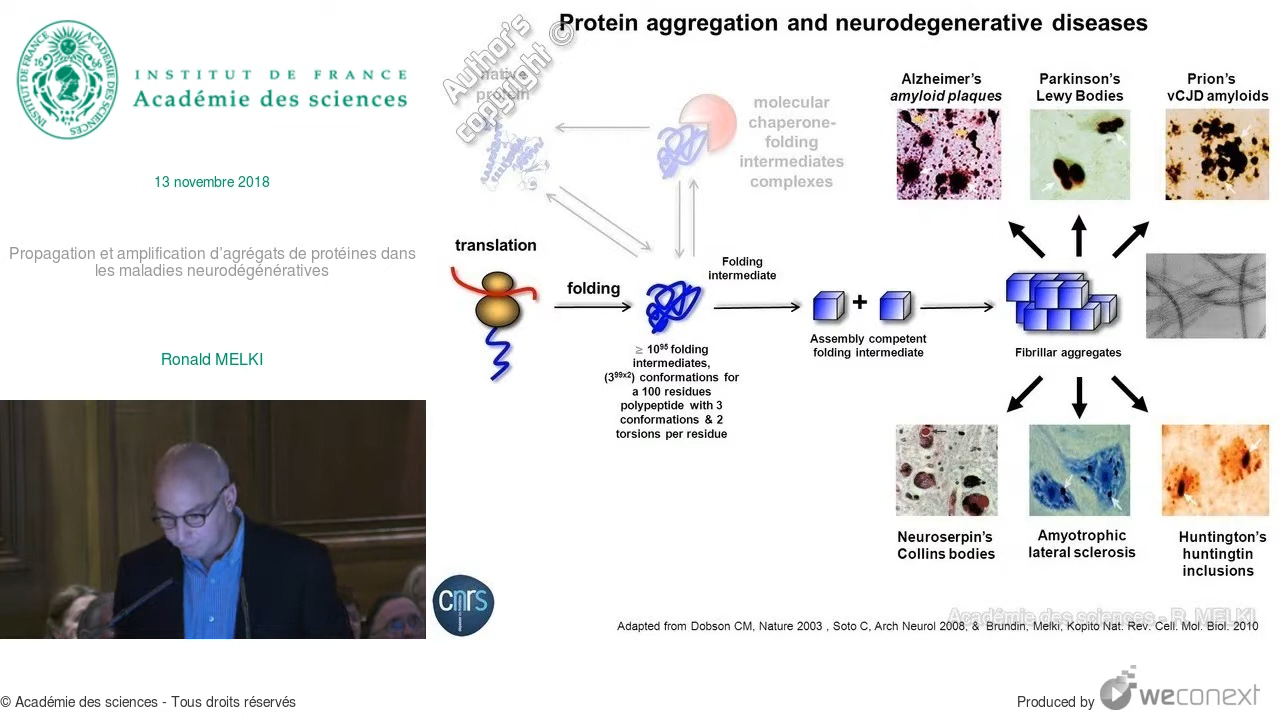 INSTITUT DE FRANCE
Académie des sciences
13 novembre 2018
Propagation et amplification d'agrégats de protéines dans
les maladies neurodégénératives
Ronald MELKI
Protein aggregation and neurodegenerative diseases
Author's
copyright ©
native
protein
molecular
chaperone-
folding
intermediates
complexes
Alzheimer's
amyloid plaques
Parkinson's
Lewy Bodies
Prion's
vCJD amyloids
translation
folding
Folding
intermediate
≥ 10⁹⁵ folding
intermediates,
(3⁹⁹ˣ²) conformations for
a 100 residues
polypeptide with 3
conformations & 2
torsions per residue
+
Assembly competent
folding intermediate
Fibrillar aggregates
Neuroserpin's
Collins bodies
Amyotrophic
lateral sclerosis
Huntington's
huntingtin
inclusions
cnrs
Académie des sciences - R. MELKI
Adapted from Dobson CM, Nature 2003 , Soto C, Arch Neurol 2008, & Brundin, Melki, Kopito Nat. Rev. Cell. Mol. Biol. 2010
© Académie des sciences - Tous droits réservés
Produced by
weconext